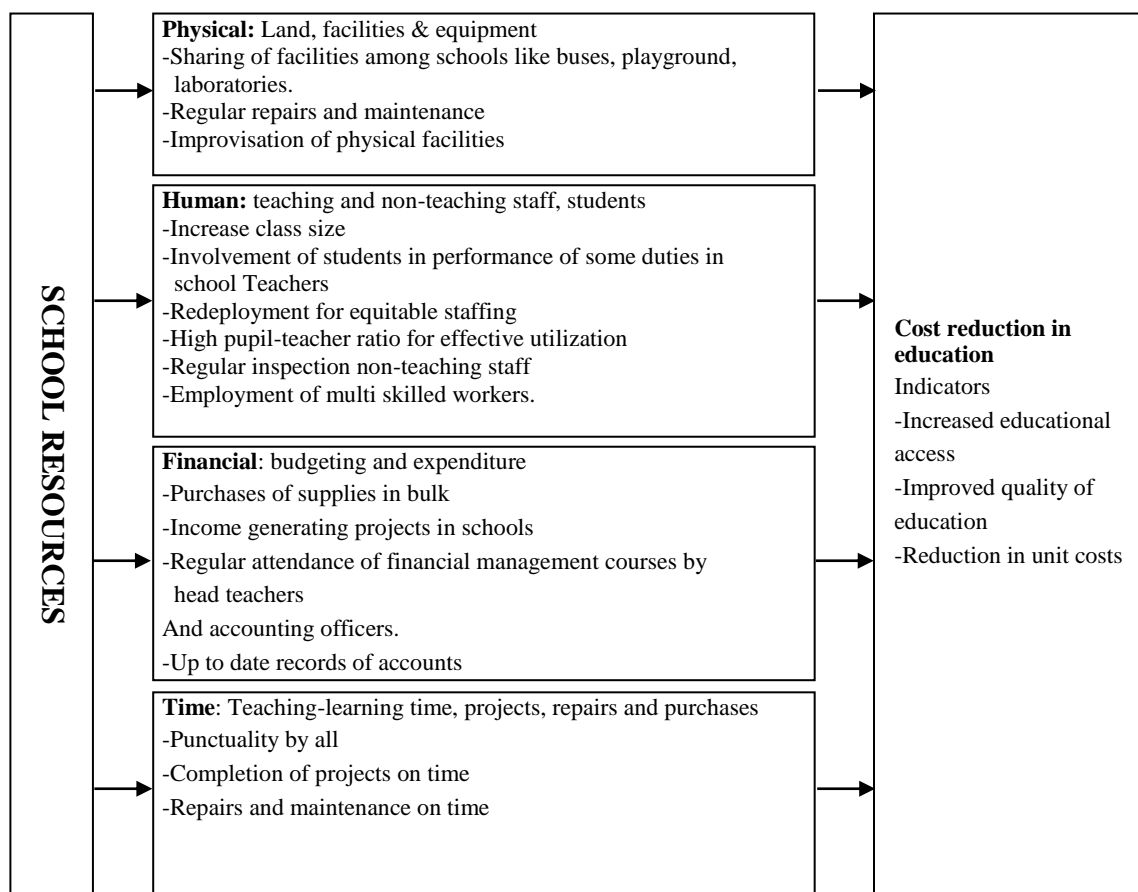 SCHOOL RESOURCES
Physical: Land, facilities & equipment
-Sharing of facilities among schools like buses, playground,
laboratories.
-Regular repairs and maintenance
-Improvisation of physical facilities
Human: teaching and non-teaching staff, students
-Increase class size
-Involvement of students in performance of some duties in
school Teachers
-Redeployment for equitable staffing
-High pupil-teacher ratio for effective utilization
-Regular inspection non-teaching staff
-Employment of multi skilled workers.
Financial: budgeting and expenditure
-Purchases of supplies in bulk
-Income generating projects in schools
-Regular attendance of financial management courses by
head teachers
And accounting officers.
-Up to date records of accounts
Time: Teaching-learning time, projects, repairs and purchases
-Punctuality by all
-Completion of projects on time
-Repairs and maintenance on time
Cost reduction in
education
Indicators
-Increased educational
access
-Improved quality of
education
-Reduction in unit costs